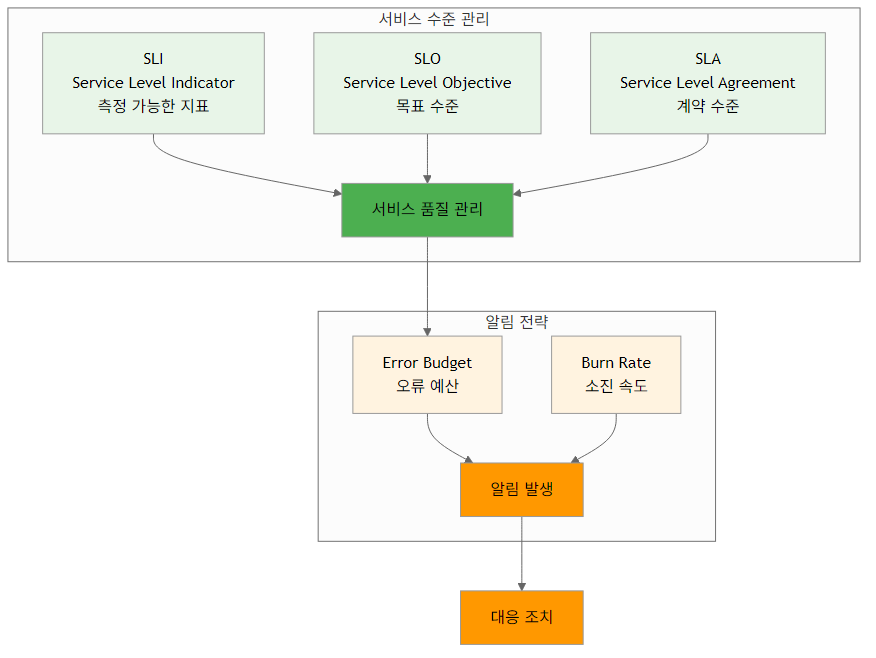 서비스 수준 관리
SLI
Service Level Indicator
측정 가능한 지표
SLO
Service Level Objective
목표 수준
SLA
Service Level Agreement
계약 수준
서비스 품질 관리
알림 전략
Error Budget
오류 예산
Burn Rate
소진 속도
알림 발생
대응 조치